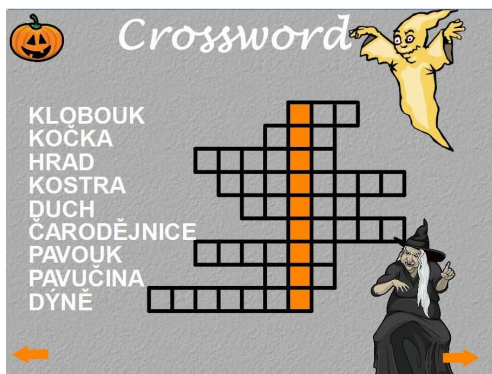 Crossword
KLOBOUK
KOČKA
HRAD
KOSTRA
DUCH
ČARODĚJNICE
PAVOUK
PAVUČINA
DÝNĚ